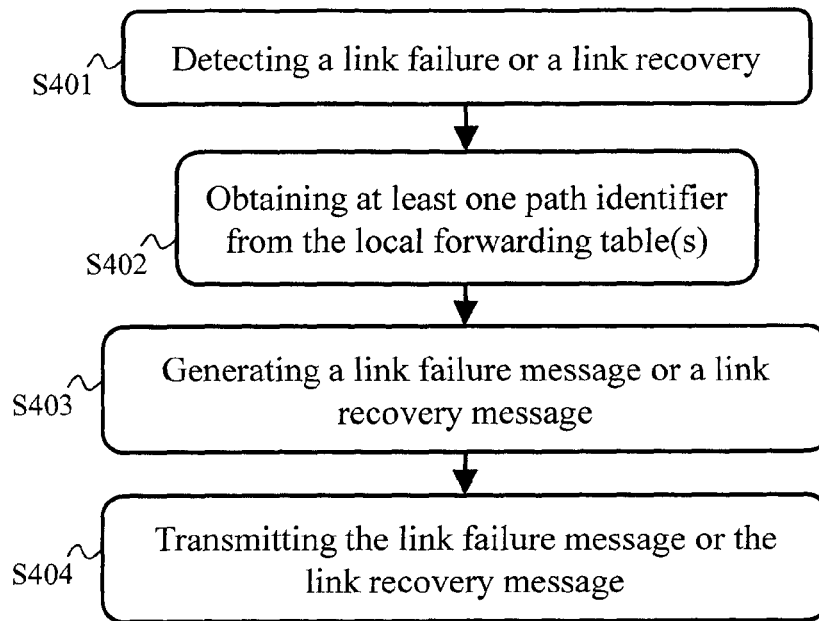 Detecting a link failure or a link recovery
S401
Obtaining at least one path identifier
from the local forwarding table(s)
S402
Generating a link failure message or a link
recovery message
S403
Transmitting the link failure message or the
link recovery message
S404